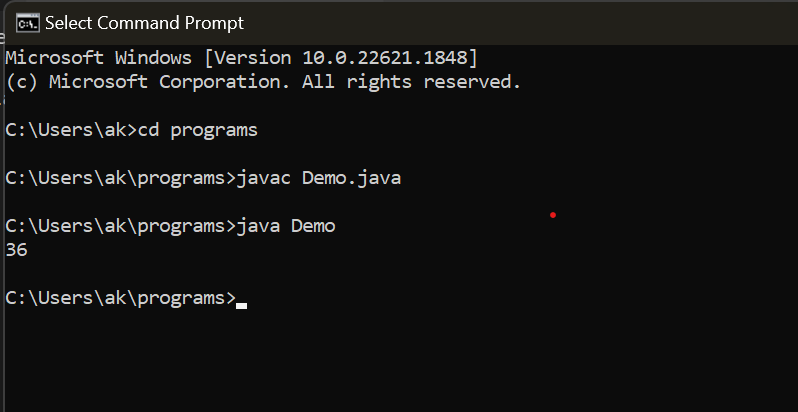 Select Command Prompt
Microsoft Windows [Version 10.0.22621.1848]
(c) Microsoft Corporation. All rights reserved.
C:\Users\ak>cd programs
C:\Users\ak\programs>javac Demo.java
C:\Users\ak\programs>java Demo
36
C:\Users\ak\programs>